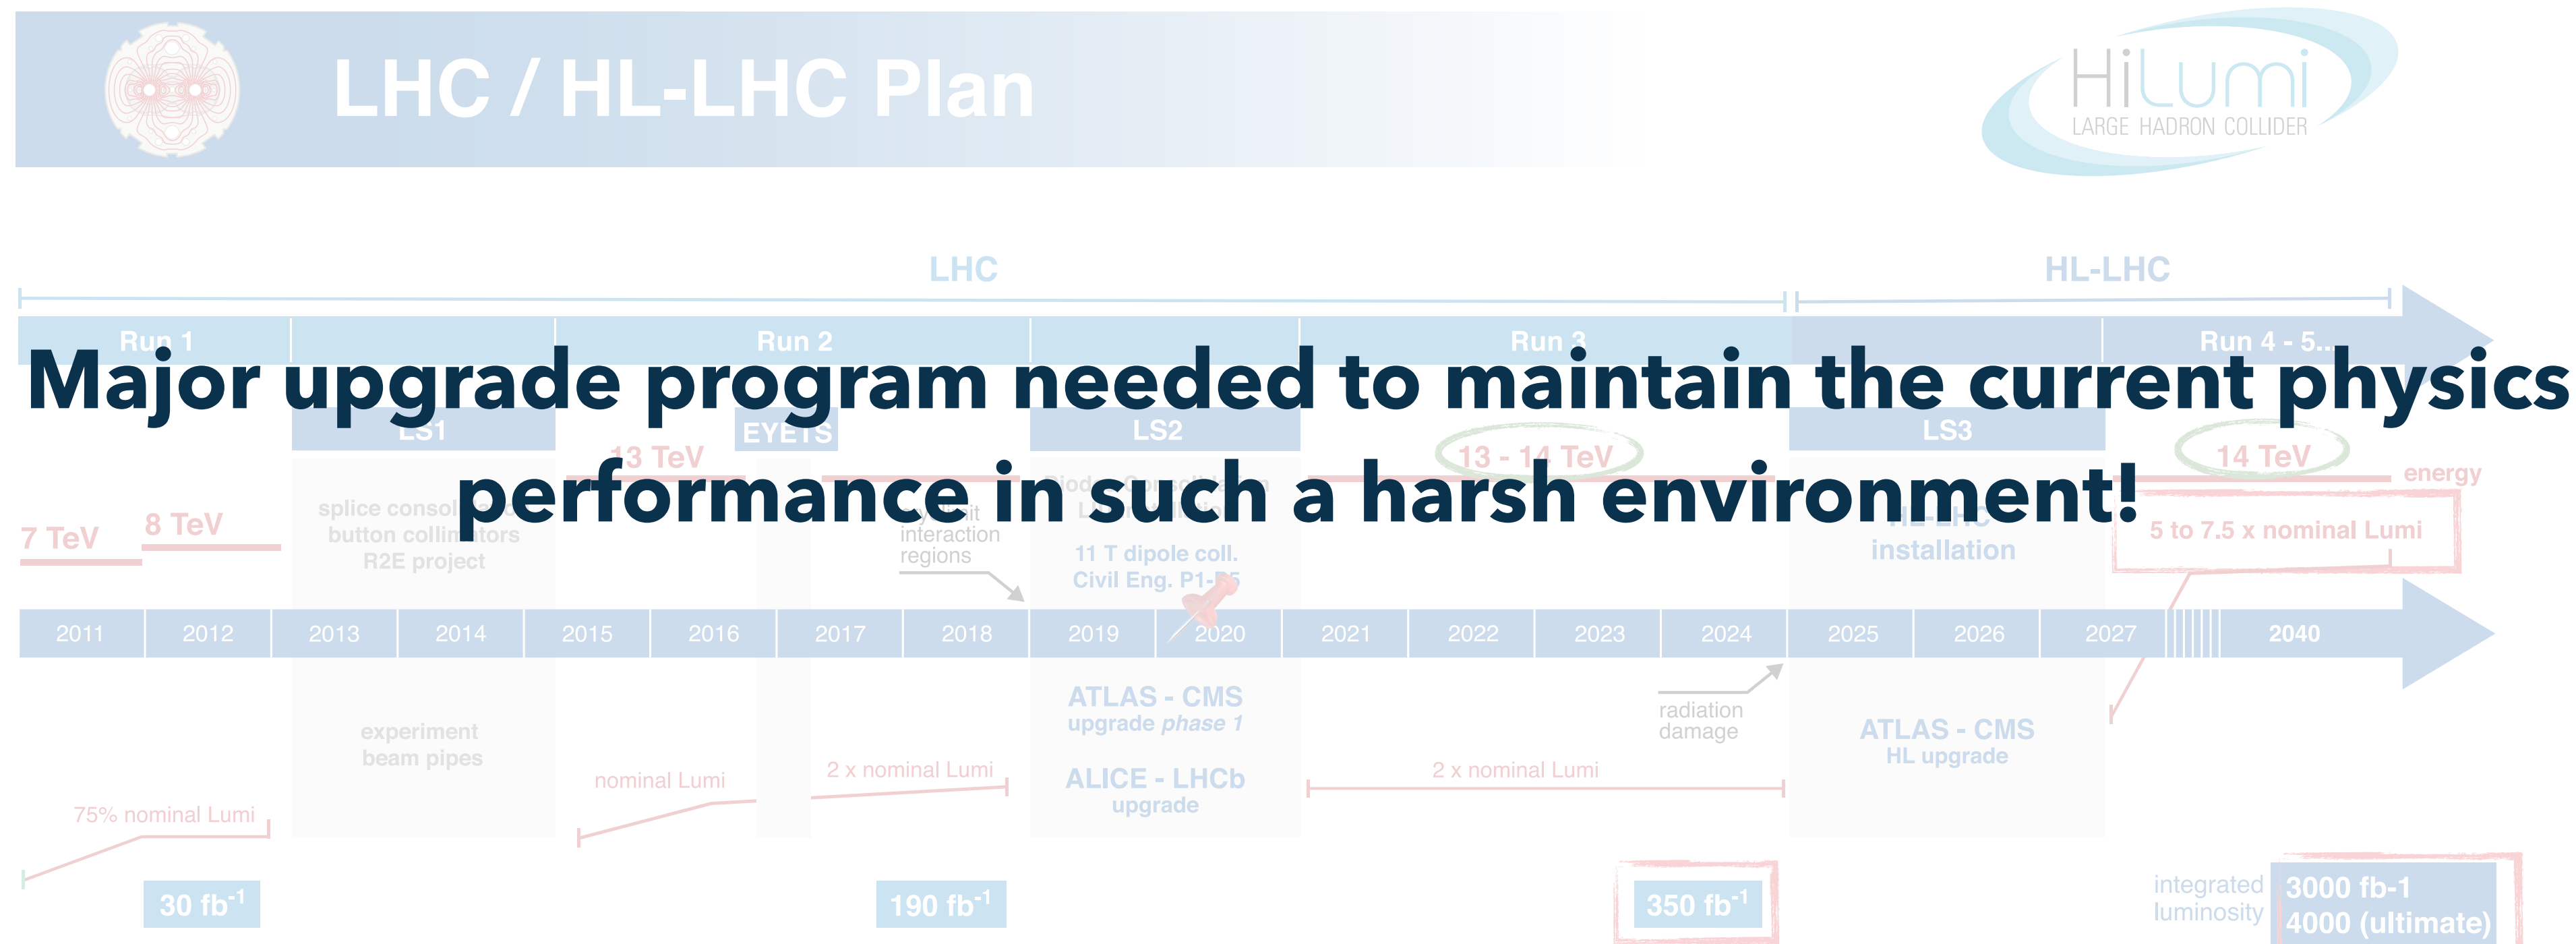 LHC / HL-LHC Plan
HiLumi
LARGE HADRON COLLIDER
LHC
HL-LHC
Run 1
Run 2
Run 3
Run 4 - 5...
Major upgrade program needed to maintain the current physics
performance in such a harsh environment!
LS1
EYETS
LS2
LS3
13 TeV
13 - 14 TeV
14 TeV
energy
7 TeV
8 TeV
splice
button collimators
R2E project
interaction
regions
11 T dipole coll.
Civil Eng. P1-P5
HL-LHC
installation
5 to 7.5 x nominal Lumi
2011
2012
2013
2014
2015
2016
2017
2018
2019
2020
2021
2022
2023
2024
2025
2026
2027
2040
experiment
beam pipes
ATLAS - CMS
upgrade phase 1
ALICE - LHCb
upgrade
radiation
damage
ATLAS - CMS
HL upgrade
75% nominal Lumi
nominal Lumi
2 x nominal Lumi
2 x nominal Lumi
30 fb-1
190 fb-1
350 fb-1
integrated
luminosity
3000 fb-1
4000 (ultimate)